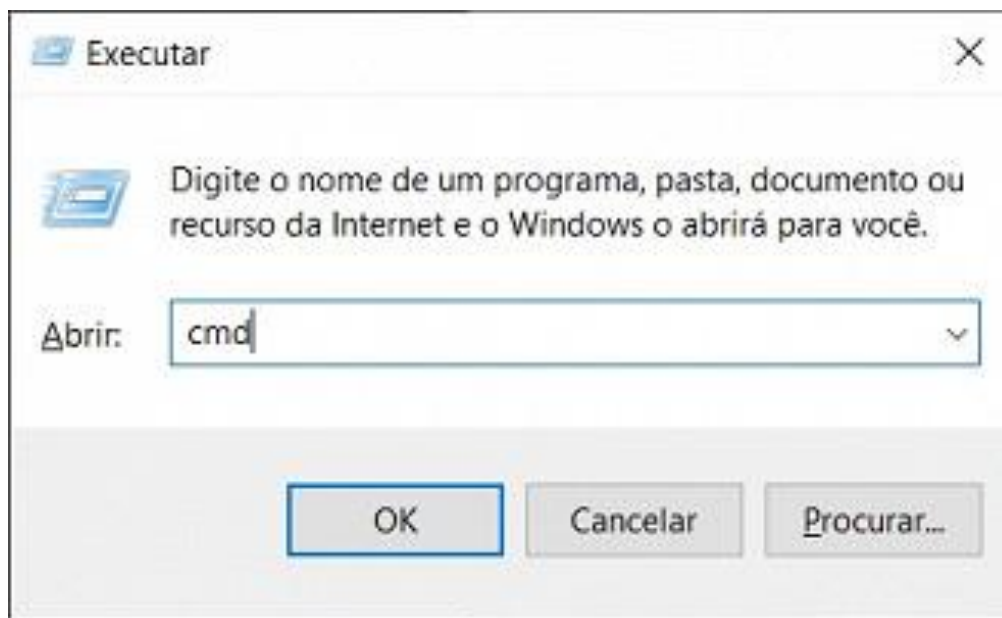 Executar
Digite o nome de um programa, pasta, documento ou
recurso da Internet e o Windows o abrirá para você.
Abrir:
cmd
OK
Cancelar
Procurar...